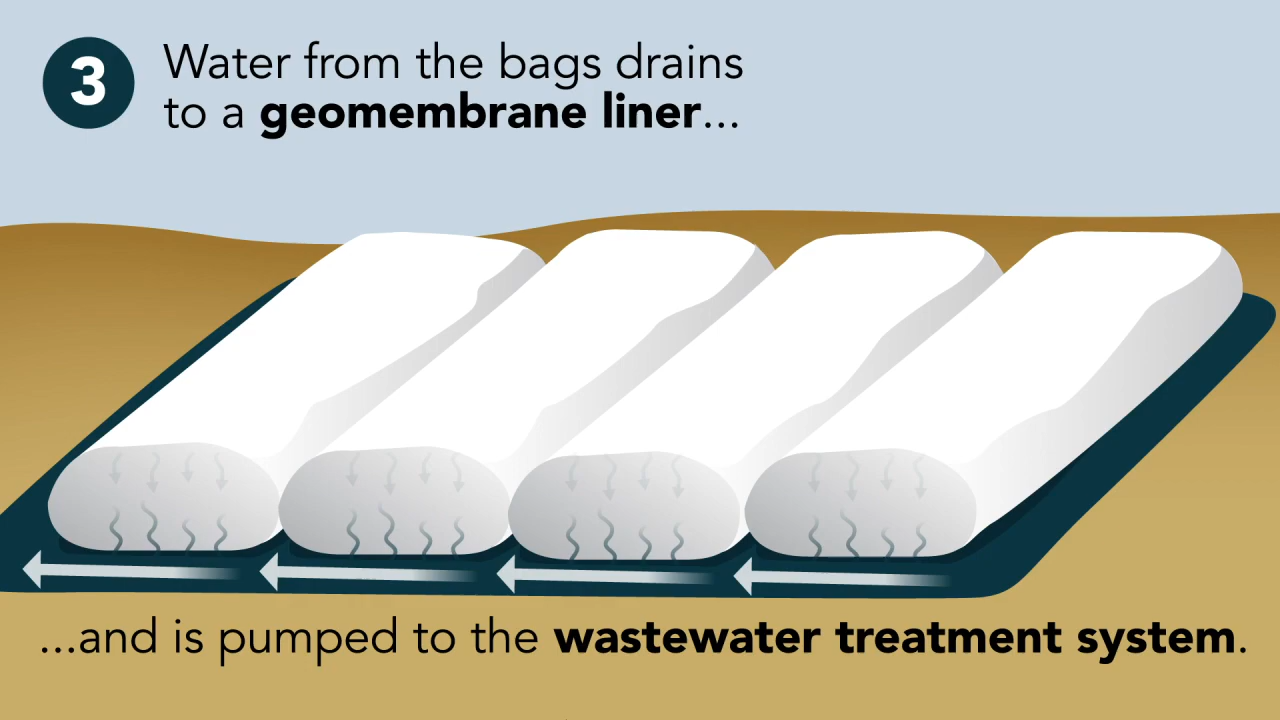 3
Water from the bags drains
to a geomembrane liner...
...and is pumped to the wastewater treatment system.